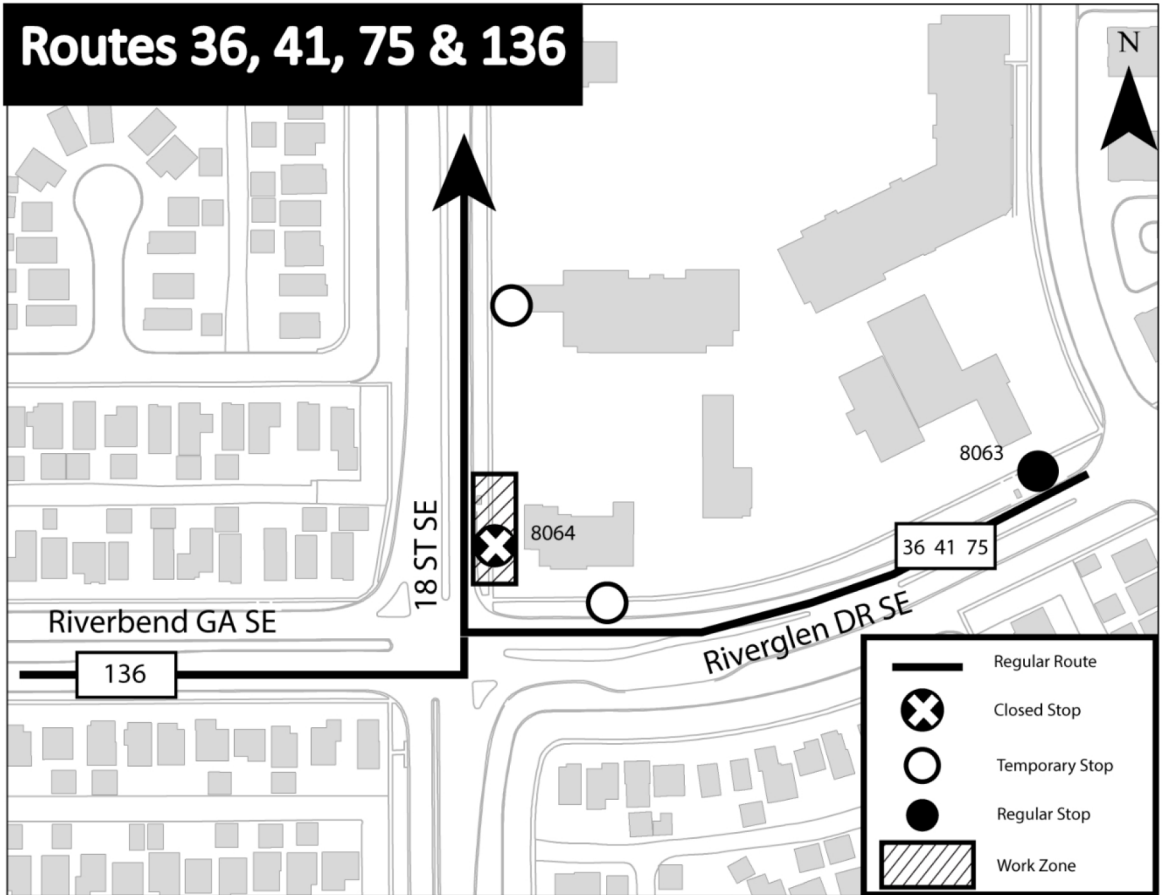 Routes 36, 41, 75 & 136
N
8063
18 ST SE
8064
36 41 75
Riverbend GA SE
Riverglen DR SE
136
Regular Route
Closed Stop
Temporary Stop
Regular Stop
Work Zone